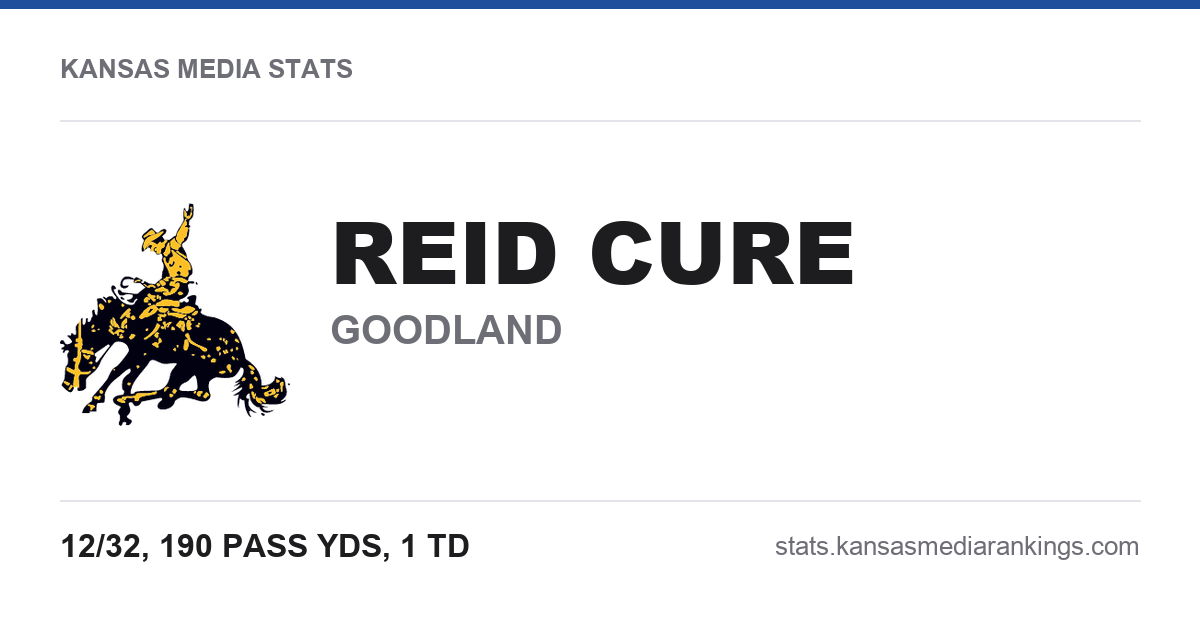 KANSAS MEDIA STATS
REID CURE
GOODLAND
12/32, 190 PASS YDS, 1 TD
stats.kansasmediarankings.com